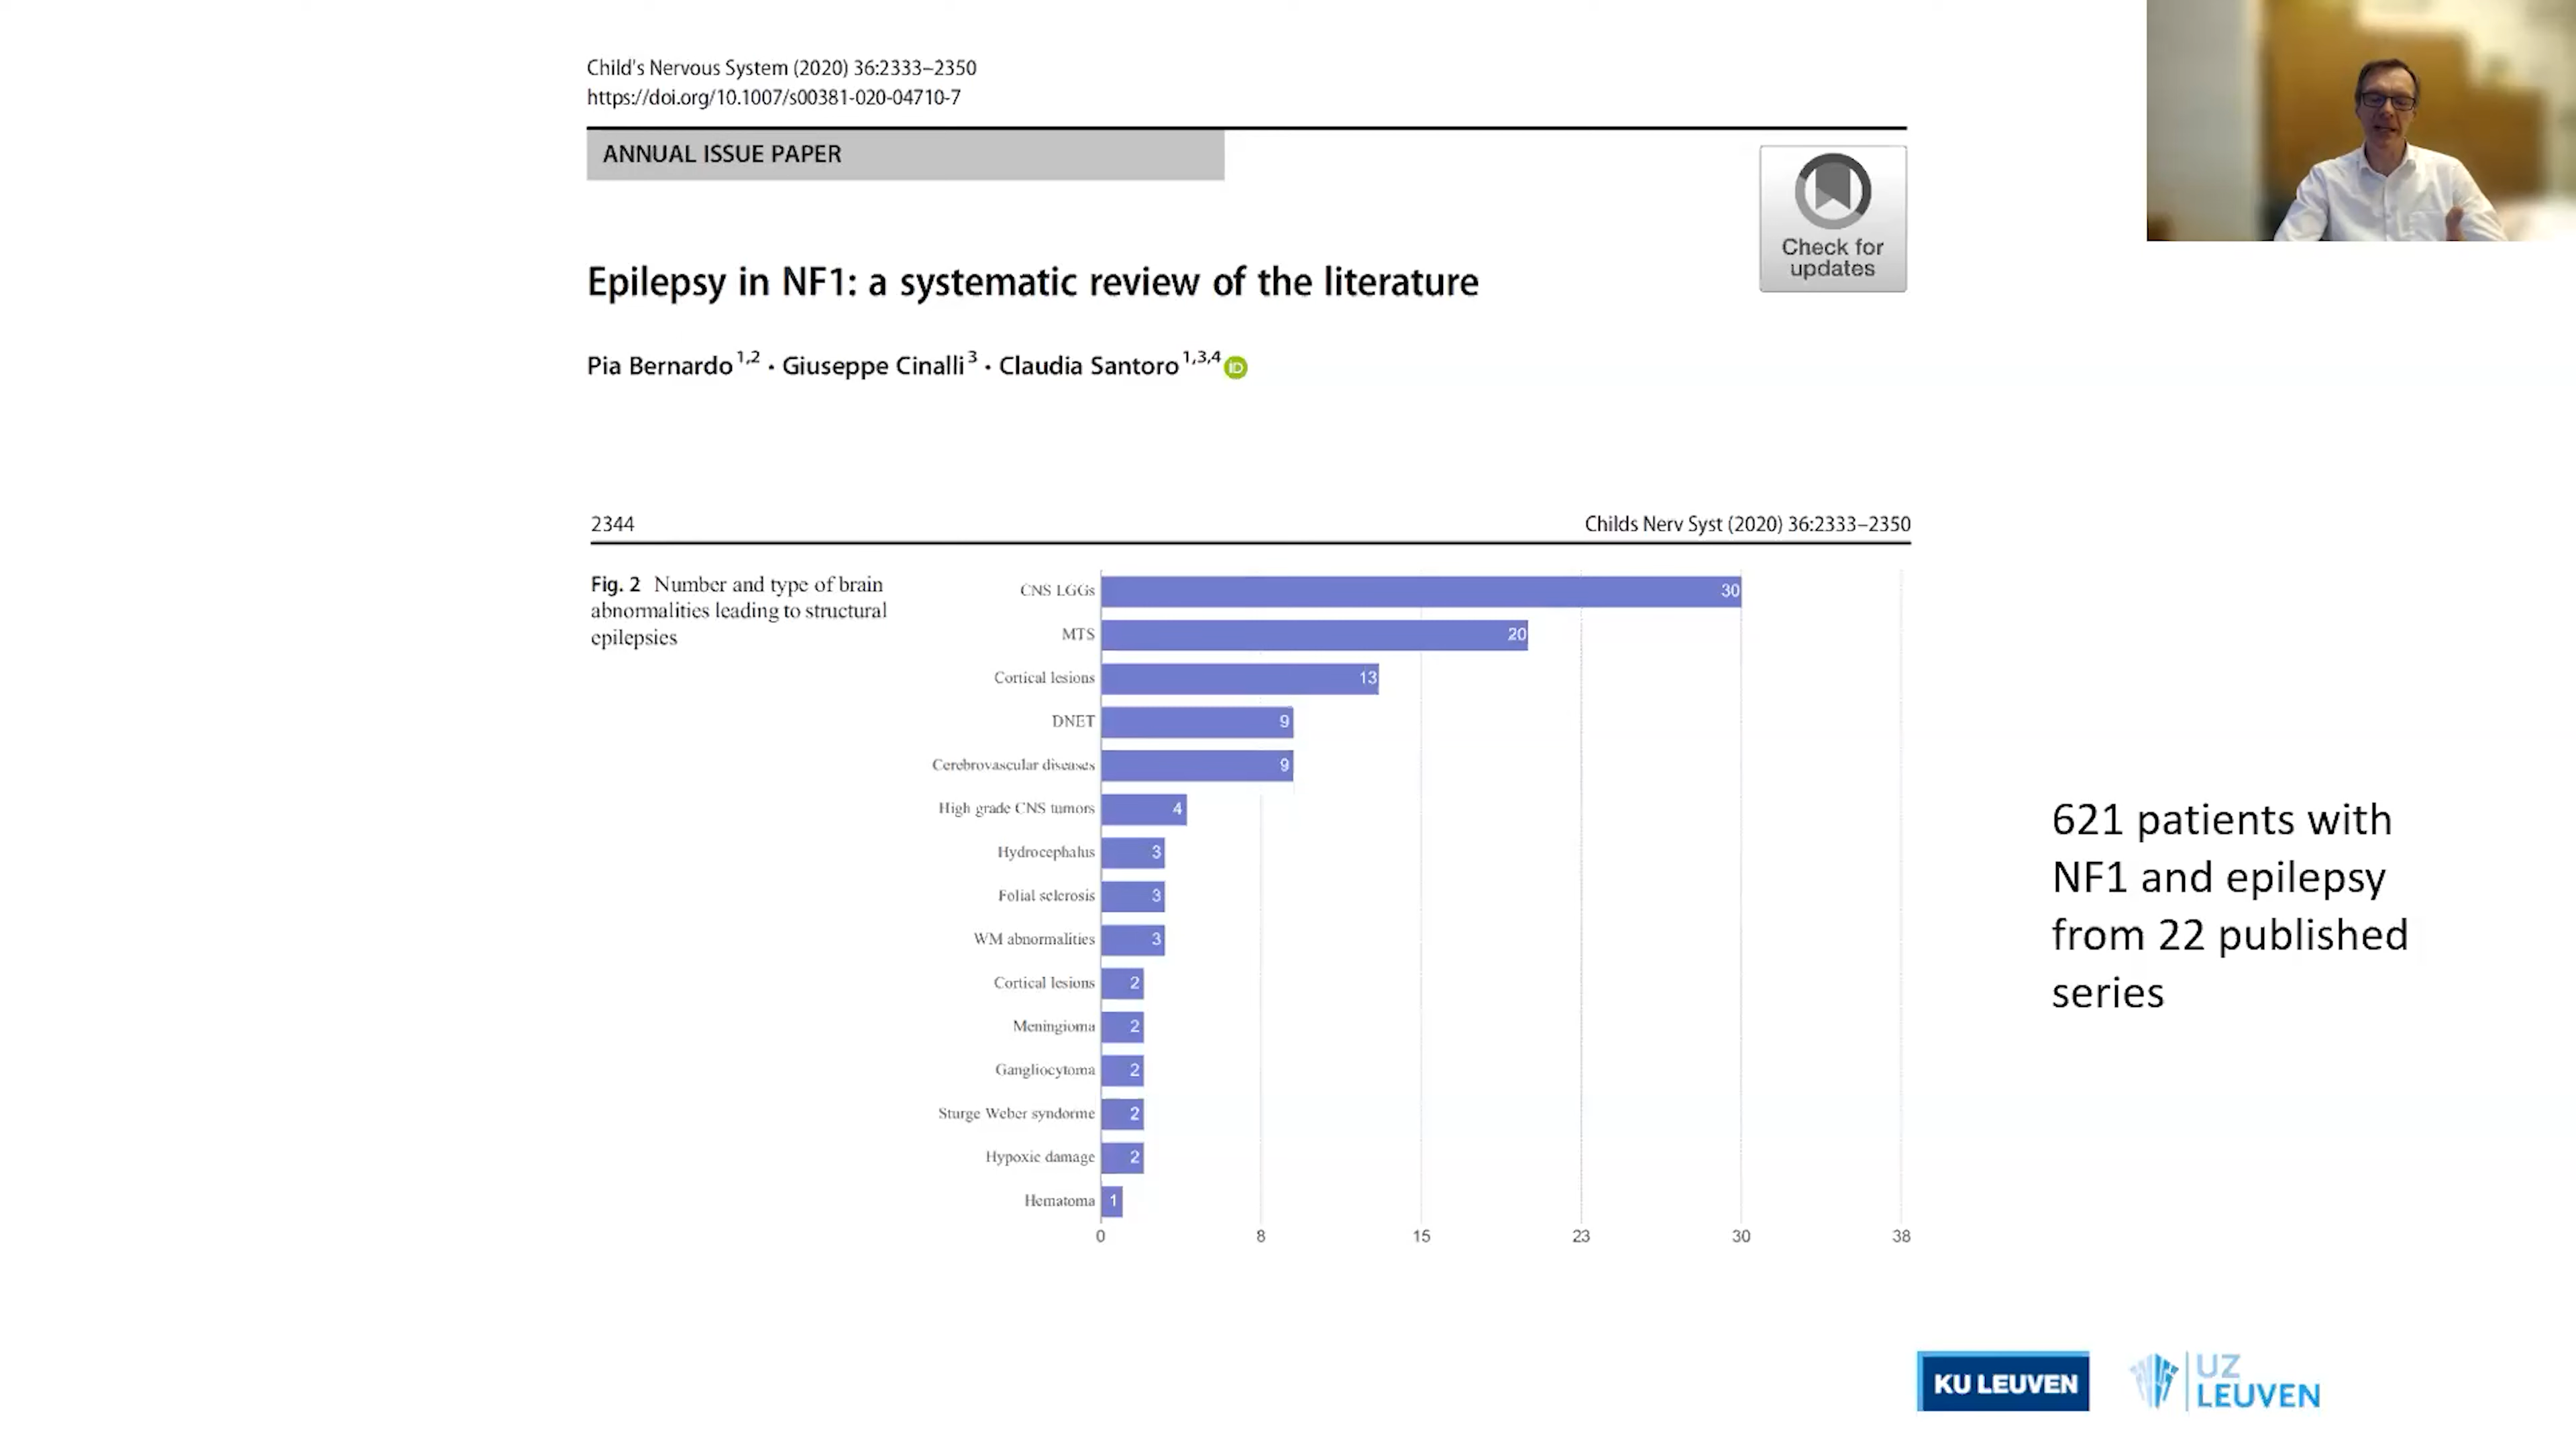 Child's Nervous System (2020) 36:2333–2350
https://doi.org/10.1007/s00381-020-04710-7
ANNUAL ISSUE PAPER
Check for
updates
Epilepsy in NF1: a systematic review of the literature
Pia Bernardo 1,2 · Giuseppe Cinalli 3 · Claudia Santoro 1,3,4 iD
2344 Childs Nerv Syst (2020) 36:2333–2350
Fig. 2 Number and type of brain
abnormalities leading to structural
epilepsies
CNS LGGs 30
MTS 20
Cortical lesions 13
DNET 9
Cerebrovascular diseases 9
High grade CNS tumors 4
Hydrocephalus 3
Folial sclerosis 3
WM abnormalities 3
Cortical lesions 2
Meningioma 2
Gangliocytoma 2
Sturge Weber syndorme 2
Hypoxic damage 2
Hematoma 1
0 8 15 23 30 38
621 patients with
NF1 and epilepsy
from 22 published
series
KU LEUVEN
UZ
LEUVEN